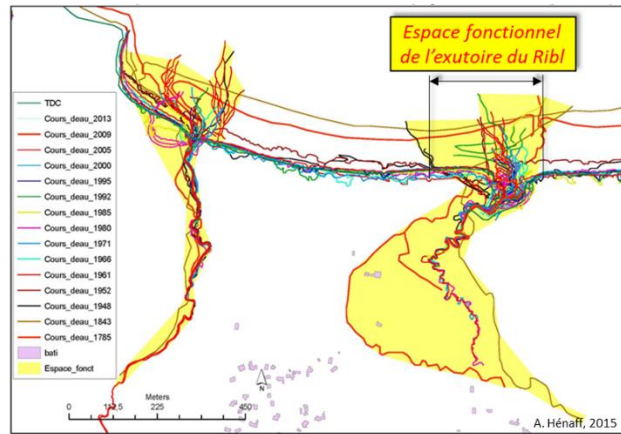 Espace fonctionnel
de l'exutoire du Ribl
TDC
Cours_deau_2013
Cours_deau_2009
Cours_deau_2005
Cours_deau_2000
Cours_deau_1995
Cours_deau_1992
Cours_deau_1985
Cours_deau_1980
Cours_deau_1971
Cours_deau_1966
Cours_deau_1961
Cours_deau_1952
Cours_deau_1948
Cours_deau_1843
Cours_deau_1785
bati
Espace_fonct
Meters
0 112,5 225 450
N
A. Hénaff, 2015